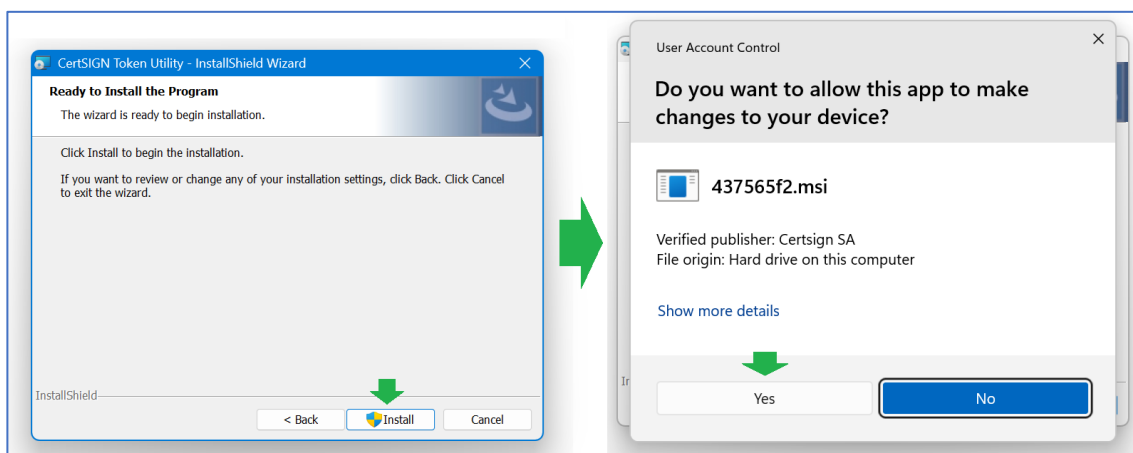 CertSIGN Token Utility - InstallShield Wizard
Ready to Install the Program
The wizard is ready to begin installation.
Click Install to begin the installation.
If you want to review or change any of your installation settings, click Back. Click Cancel
to exit the wizard.
InstallShield
< Back
Install
Cancel
User Account Control
Do you want to allow this app to make
changes to your device?
437565f2.msi
Verified publisher: Certsign SA
File origin: Hard drive on this computer
Show more details
In
Yes
No